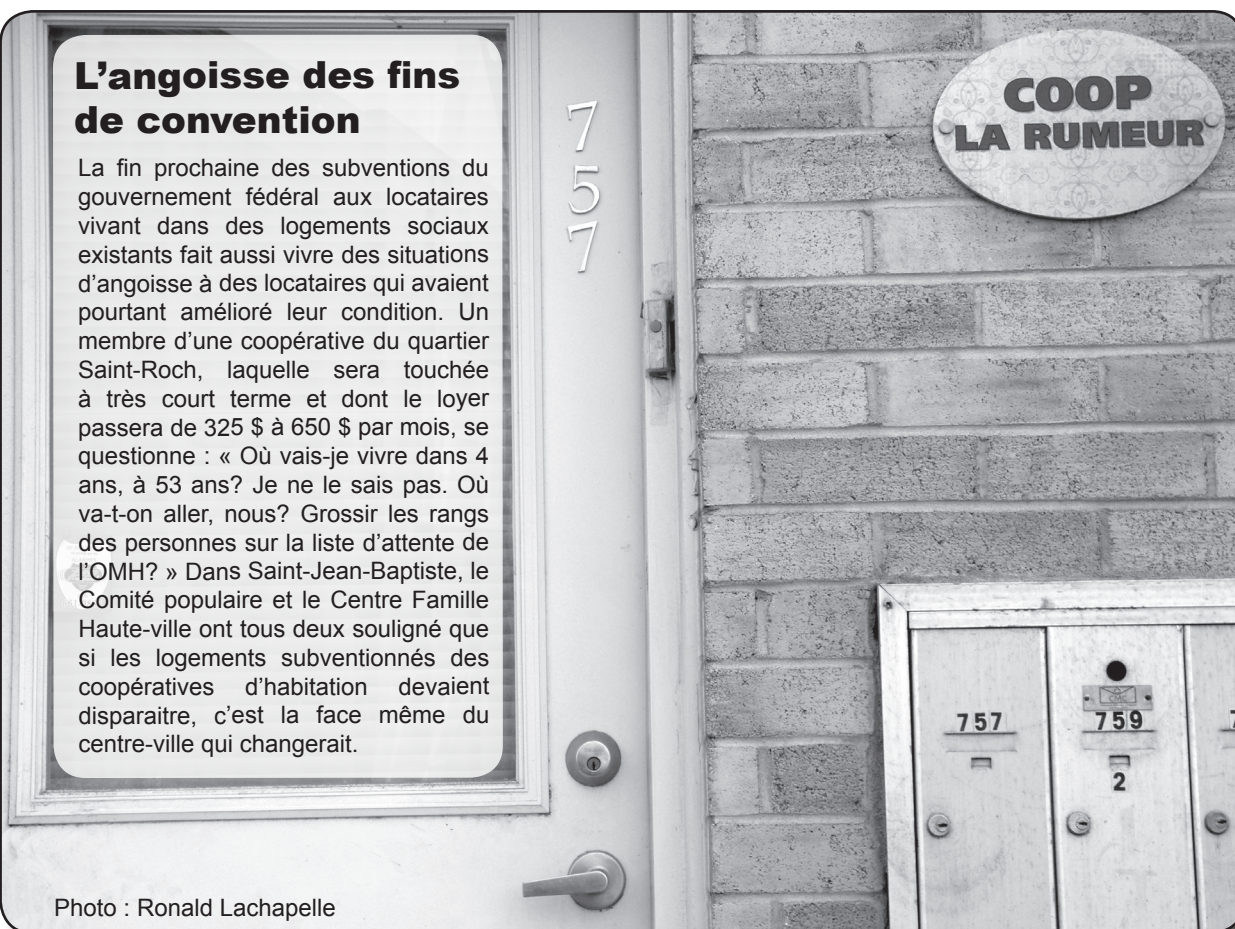 L'angoisse des fins
de convention
La fin prochaine des subventions du
gouvernement fédéral aux locataires
vivant dans des logements sociaux
existants fait aussi vivre des situations
d'angoisse à des locataires qui avaient
pourtant amélioré leur condition. Un
membre d'une coopérative du quartier
Saint-Roch, laquelle sera touchée
à très court terme et dont le loyer
passera de 325 $ à 650 $ par mois, se
questionne : « Où vais-je vivre dans 4
ans, à 53 ans? Je ne le sais pas. Où
va-t-on aller, nous? Grossir les rangs
des personnes sur la liste d'attente de
l'OMH? » Dans Saint-Jean-Baptiste, le
Comité populaire et le Centre Famille
Haute-ville ont tous deux souligné que
si les logements subventionnés des
coopératives d'habitation devaient
disparaitre, c'est la face même du
centre-ville qui changerait.
Photo : Ronald Lachapelle
7
5
7
COOP
LA RUMEUR
757
759
2